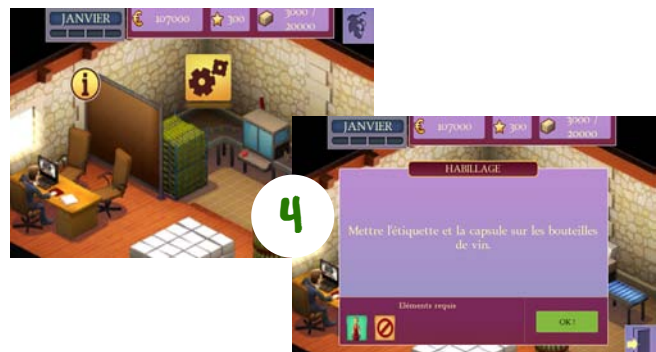 JANVIER
107000
300
3000 /
20000
i
4
JANVIER
107000
300
3000 /
20000
HABILLAGE
Mettre l'étiquette et la capsule sur les bouteilles
de vin.
Eléments requis
OK !